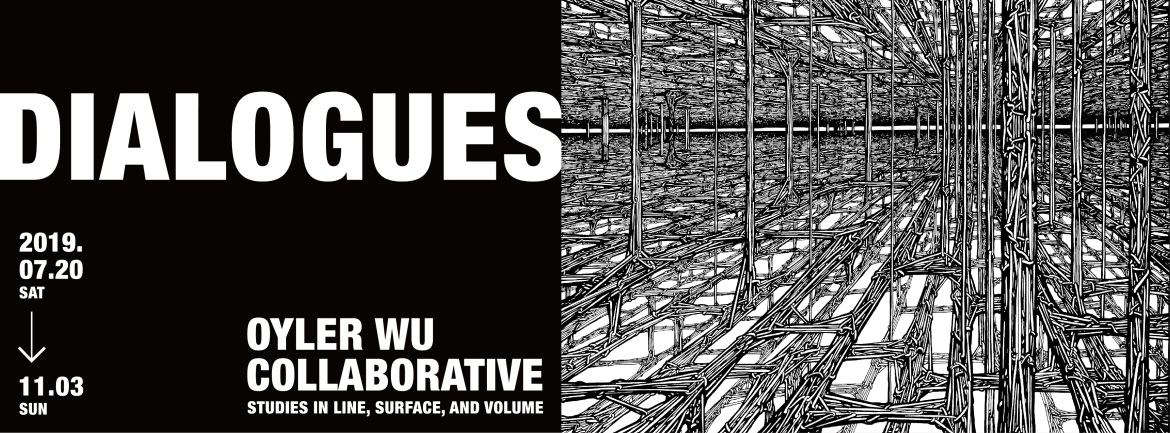 DIALOGUES
2019.
07.20
SAT
11.03
SUN
OYLER WU
COLLABORATIVE
STUDIES IN LINE, SURFACE, AND VOLUME